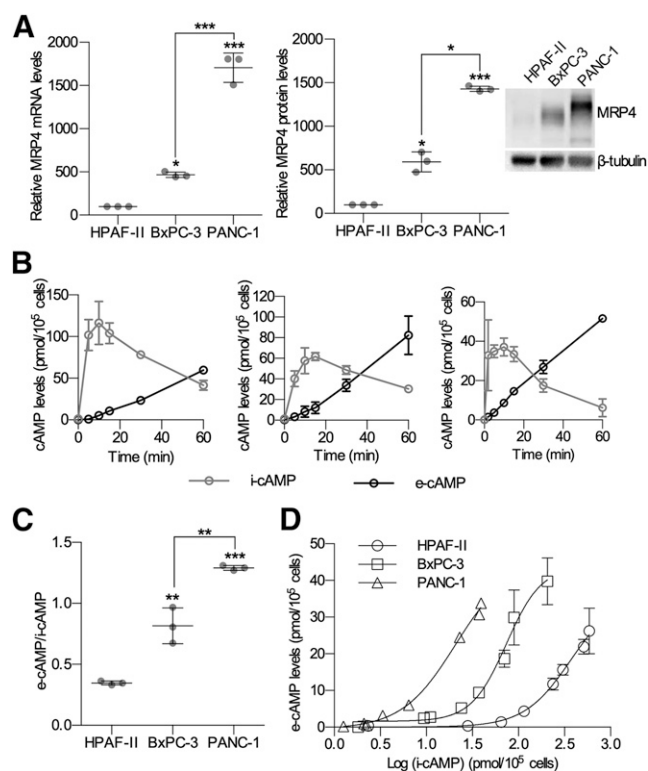 A
***
***
*
Relative MRP4 mRNA levels
2000
1500
1000
500
0
HPAF-II BxPC-3 PANC-1
*
***
*
Relative MRP4 protein levels
2000
1500
1000
500
0
HPAF-II BxPC-3 PANC-1
HPAF-II
BxPC-3
PANC-1
MRP4
β-tubulin
B
cAMP levels (pmol/10⁵ cells)
150
100
50
0
0 20 40 60
Time (min)
cAMP levels (pmol/10⁵ cells)
120
100
80
60
40
20
0
0 20 40 60
Time (min)
cAMP levels (pmol/10⁵ cells)
60
40
20
0
0 20 40 60
Time (min)
i-cAMP e-cAMP
C
**
***
**
e-cAMP/i-cAMP
1.5
1.0
0.5
0.0
HPAF-II BxPC-3 PANC-1
D
HPAF-II
BxPC-3
PANC-1
e-cAMP levels (pmol/10⁵ cells)
50
40
30
20
10
0
0.0 0.5 1.0 1.5 2.0 2.5 3.0
Log (i-cAMP) (pmol/10⁵ cells)